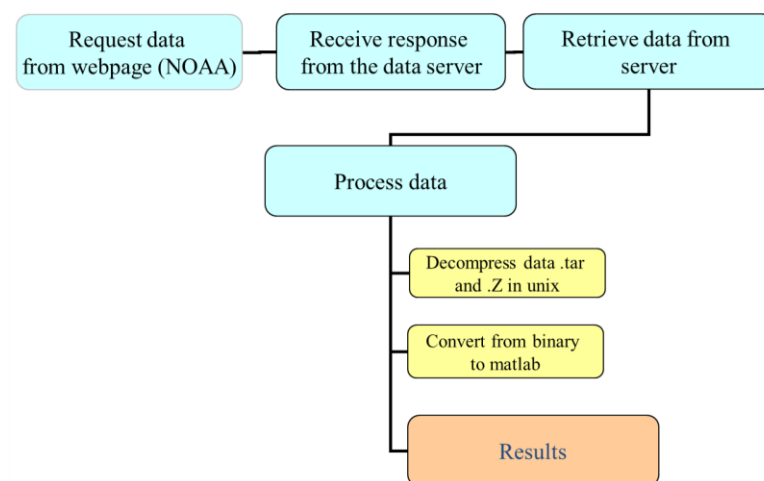 Request data
from webpage (NOAA)
Receive response
from the data server
Retrieve data from
server
Process data
Decompress data .tar
and .Z in unix
Convert from binary
to matlab
Results